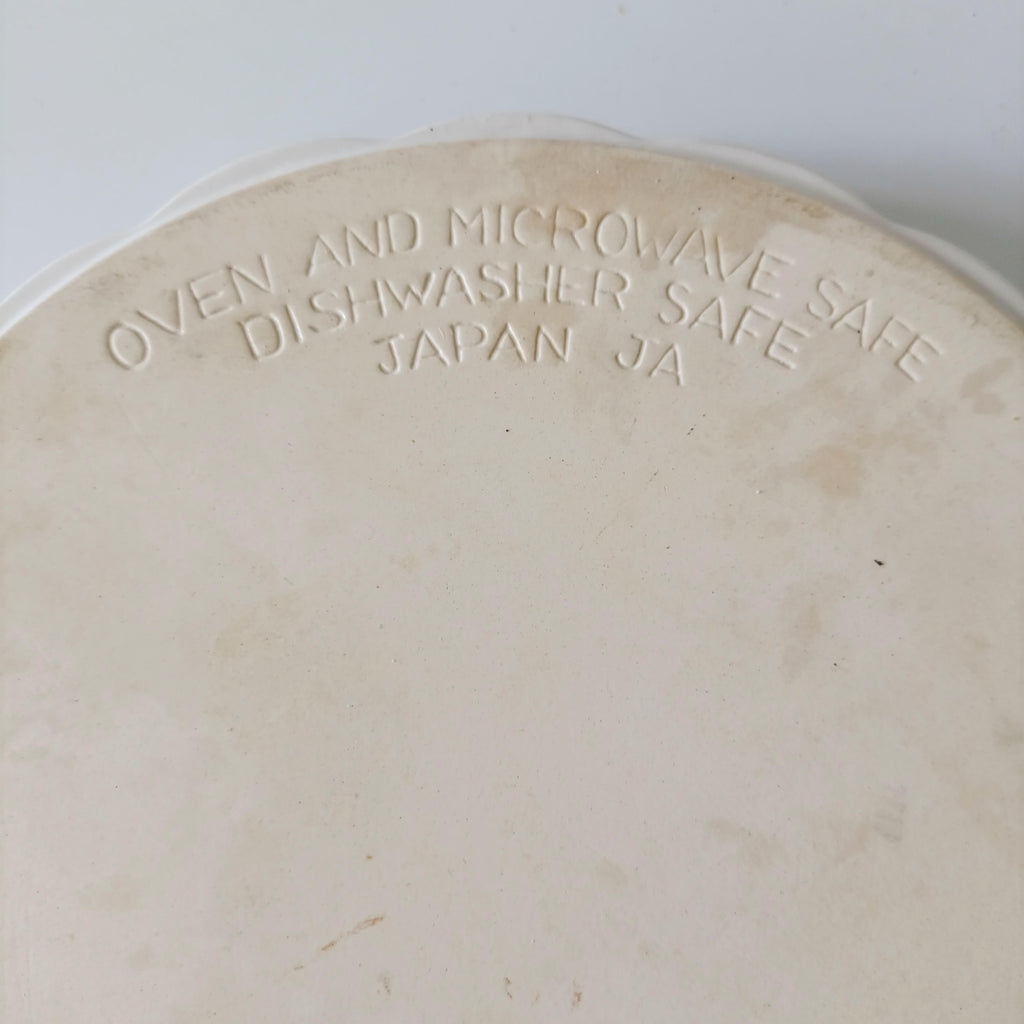 OVEN AND MICROWAVE SAFE
DISHWASHER SAFE
JAPAN JA